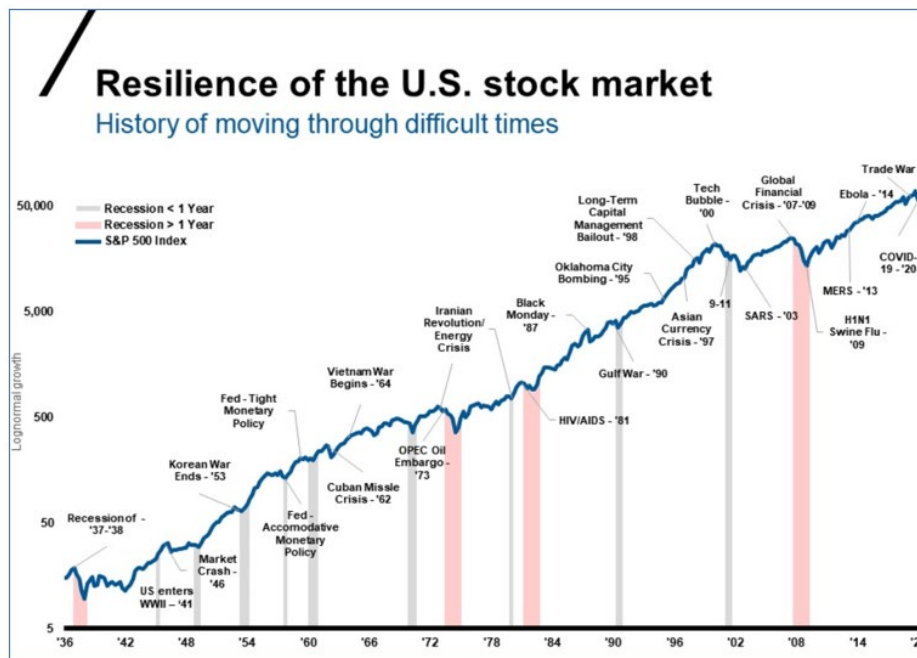 Resilience of the U.S. stock market
History of moving through difficult times
Recession < 1 Year
Recession > 1 Year
S&P 500 Index
50,000
5,000
500
50
5
Lognormal growth
Recession of -
'37-'38
US enters
WWII – '41
Market
Crash -
'46
Korean War
Ends - '53
Fed - Tight
Monetary
Policy
Fed -
Accomodative
Monetary
Policy
Vietnam War
Begins - '64
Cuban Missle
Crisis - '62
OPEC Oil
Embargo -
'73
Iranian
Revolution/
Energy
Crisis
HIV/AIDS - '81
Black
Monday -
'87
Gulf War - '90
Oklahoma City
Bombing - '95
Asian
Currency
Crisis - '97
Long-Term
Capital
Management
Bailout - '98
Tech
Bubble -
'00
9-11
SARS - '03
Global
Financial
Crisis - '07-'09
H1N1
Swine Flu -
'09
MERS - '13
Ebola - '14
Trade War
COVID-
19 - '20
'36 '42 '48 '54 '60 '66 '72 '78 '84 '90 '96 '02 '08 '14